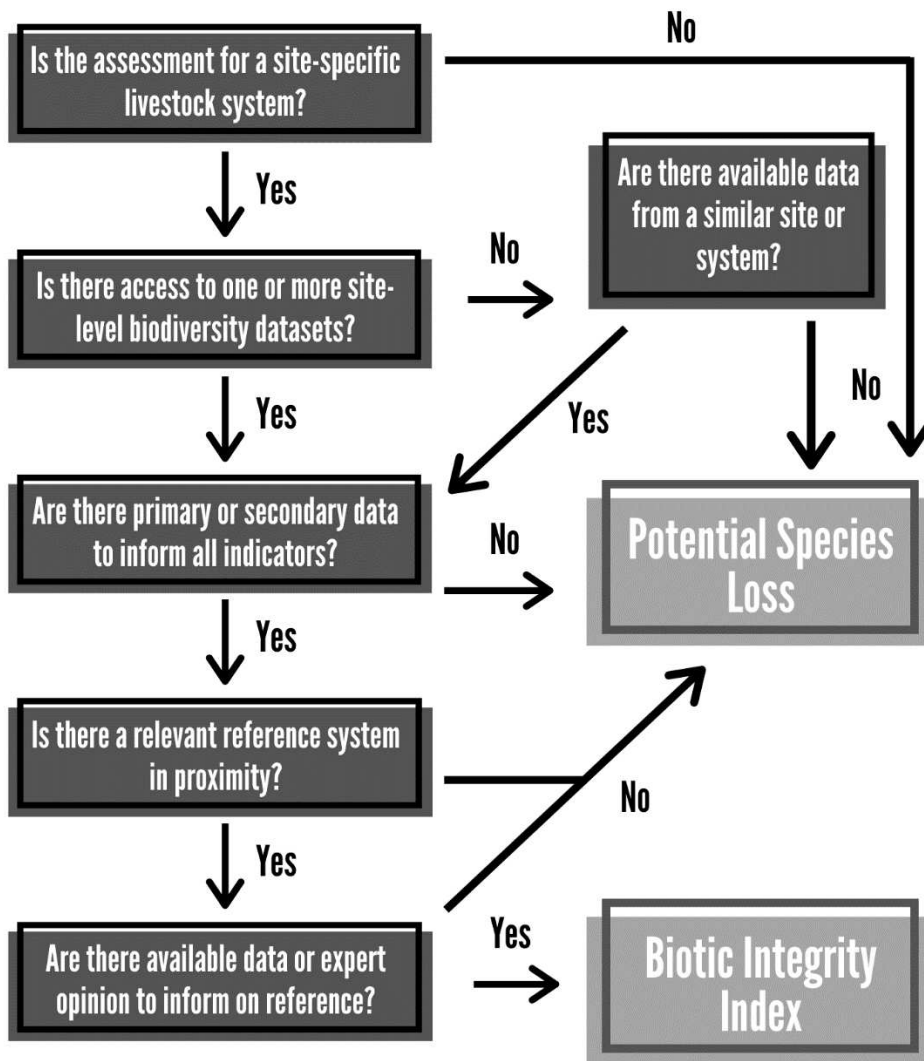 No
Is the assessment for a site-specific
livestock system?
Yes
Are there available data
from a similar site or
system?
No
Is there access to one or more site-
level biodiversity datasets?
Yes
Yes
No
Are there primary or secondary data
to inform all indicators?
No
Potential Species
Loss
Yes
Is there a relevant reference system
in proximity?
No
Yes
Are there available data or expert
opinion to inform on reference?
Yes
Biotic Integrity
Index